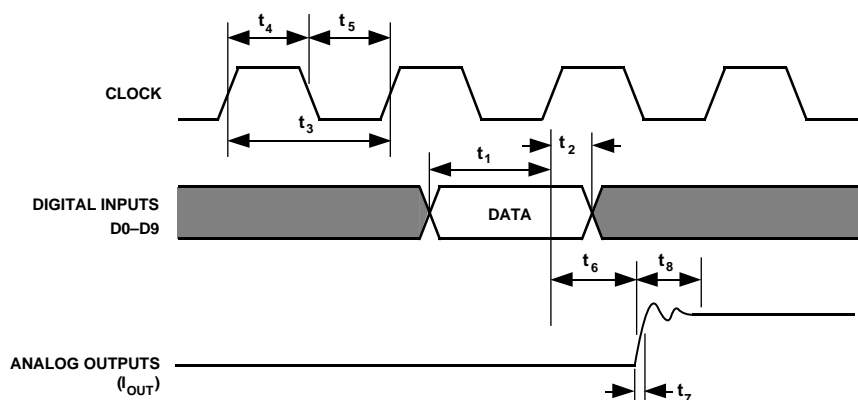 t4 t5
CLOCK
t3
t2
t1
DIGITAL INPUTS
D0–D9
DATA
t6 t8
ANALOG OUTPUTS
(IOUT)
t7